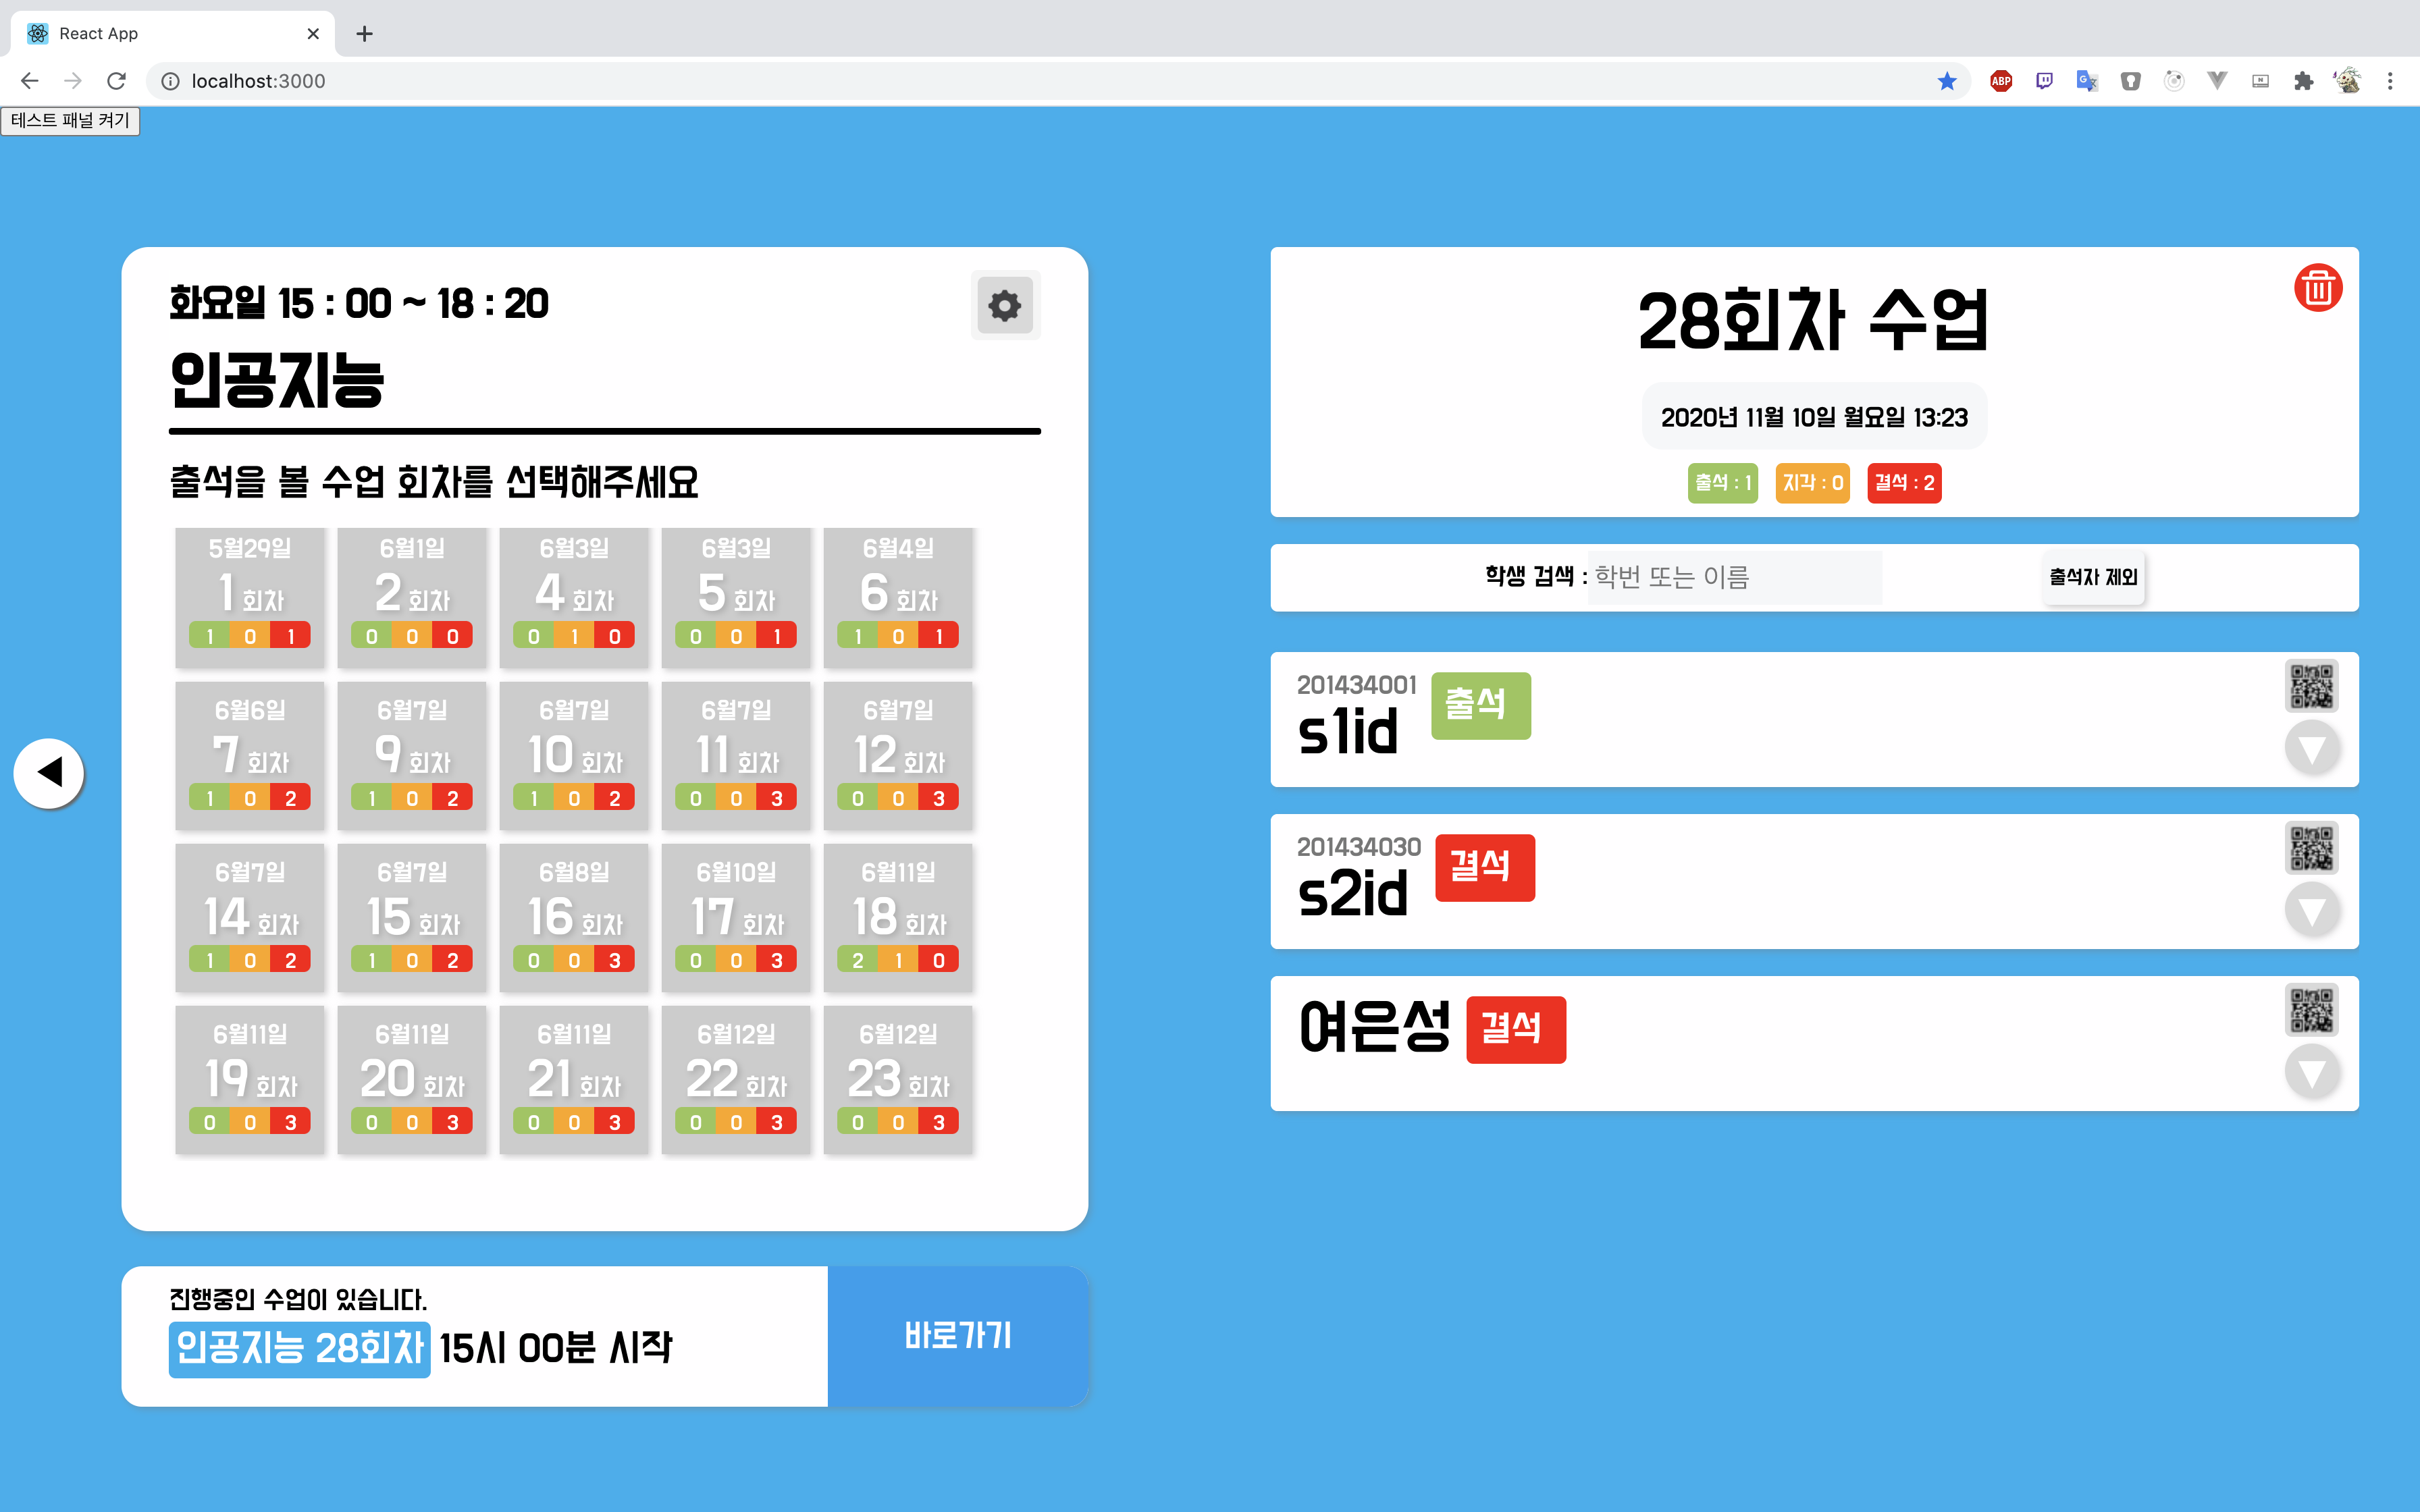 React App
localhost:3000
ABP
테스트 패널 켜기
화요일 15 : 00 ~ 18 : 20
인공지능
출석을 볼 수업 회차를 선택해주세요
5월29일 6월1일 6월3일 6월3일 6월4일
1 회차 2 회차 4 회차 5 회차 6 회차
1 0 1 0 0 0 0 1 0 0 0 1 1 0 1
6월6일 6월7일 6월7일 6월7일 6월7일
7 회차 9 회차 10 회차 11 회차 12 회차
1 0 2 1 0 2 1 0 2 0 0 3 0 0 3
6월7일 6월7일 6월8일 6월10일 6월11일
14 회차 15 회차 16 회차 17 회차 18 회차
1 0 2 1 0 2 0 0 3 0 0 3 2 1 0
6월11일 6월11일 6월11일 6월12일 6월12일
19 회차 20 회차 21 회차 22 회차 23 회차
0 0 3 0 0 3 0 0 3 0 0 3 0 0 3
진행중인 수업이 있습니다.
인공지능 28회차 15시 00분 시작
바로가기
28회차 수업
2020년 11월 10일 월요일 13:23
출석 : 1 지각 : 0 결석 : 2
학생 검색 : 학번 또는 이름 출석자 제외
201434001
s1id 출석
201434030
s2id 결석
여은성 결석